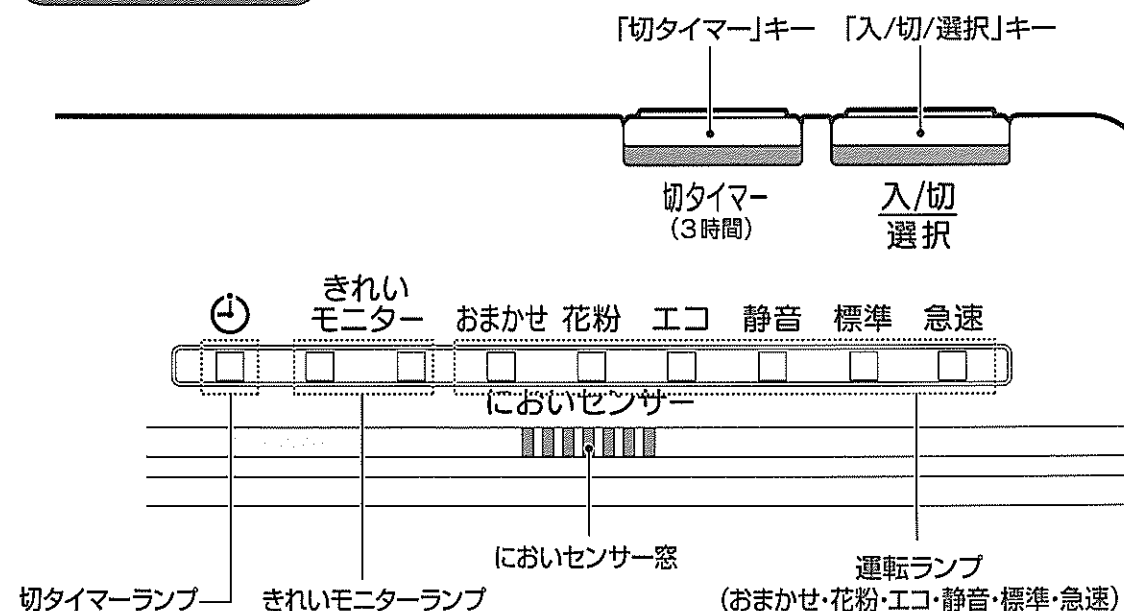 「切タイマー」キー 「入/切/選択」キー
切タイマー
(3時間)
入/切
選択
きれい
モニター
おまかせ 花粉 エコ 静音 標準 急速
においセンサー
においセンサー窓
運転ランプ
(おまかせ・花粉・エコ・静音・標準・急速)
切タイマーランプ きれいモニターランプ